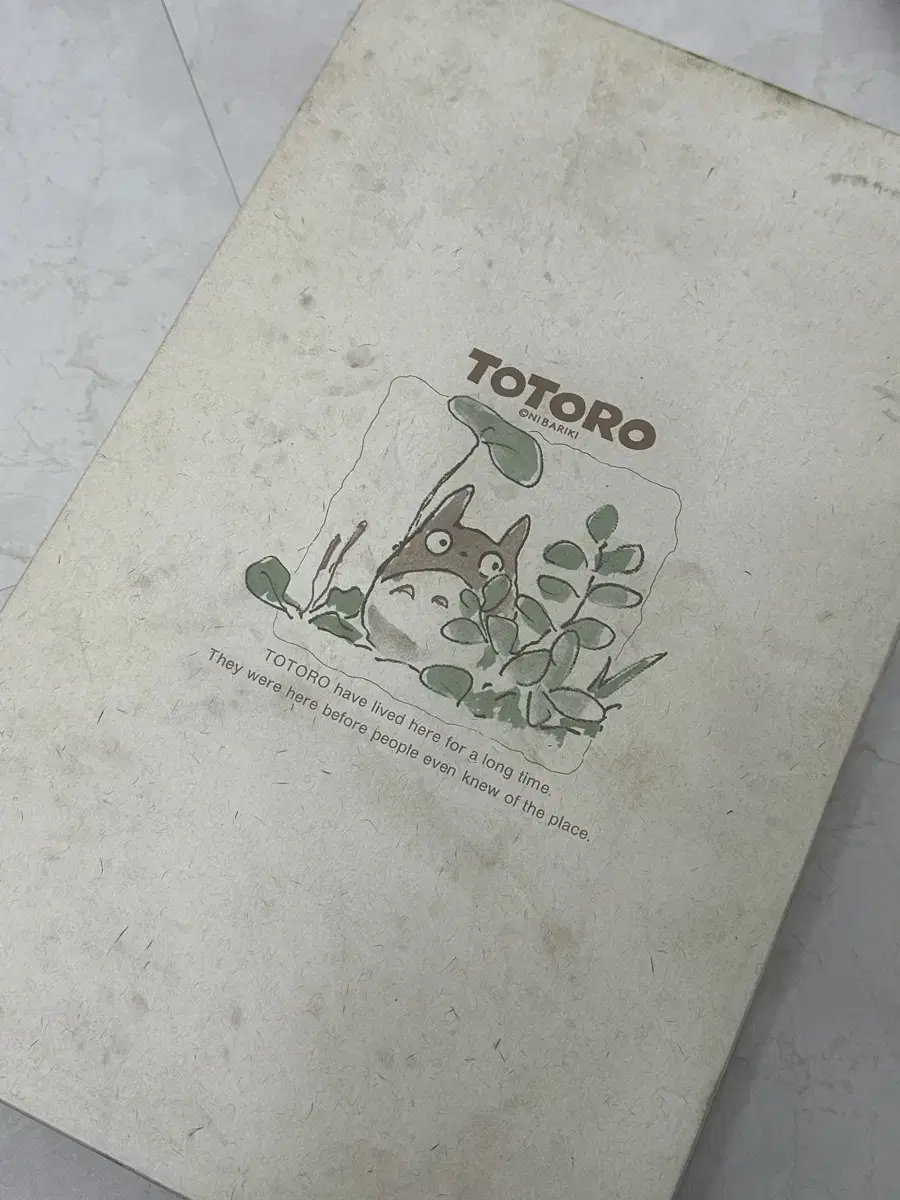 TOTORO
©NIBARIKI
TOTORO have lived here for a long time.
They were here before people even knew of the place.